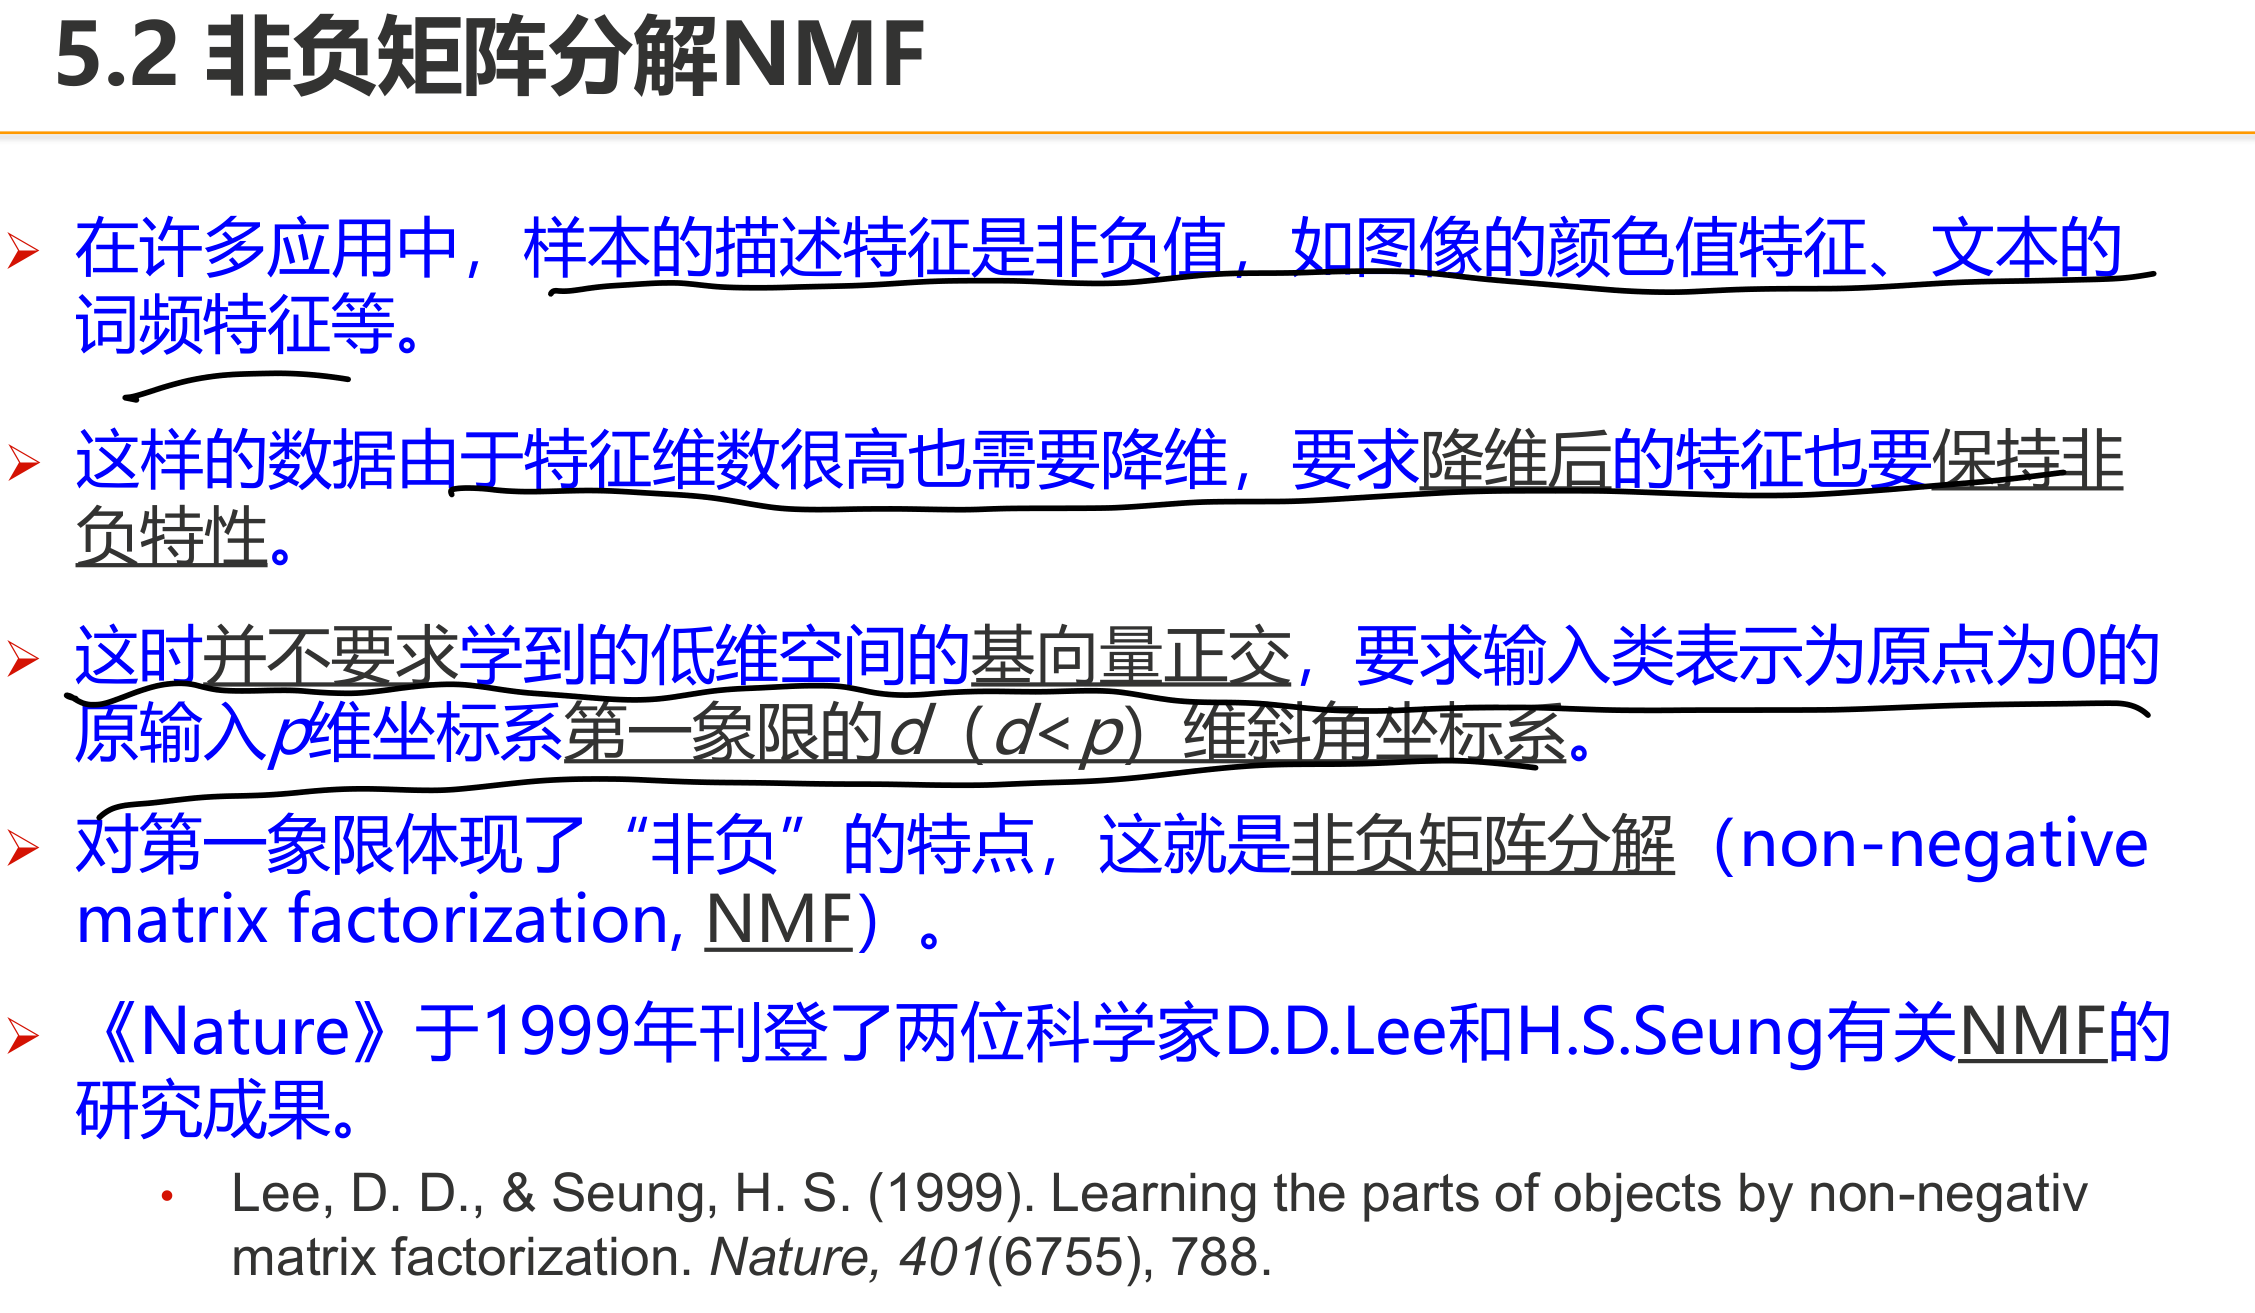 5.2 非负矩阵分解NMF
在许多应用中，样本的描述特征是非负值，如图像的颜色值特征、文本的
词频特征等。
这样的数据由于特征维数很高也需要降维，要求降维后的特征也要保持非
负特性。
这时并不要求学到的低维空间的基向量正交，要求输入类表示为原点为0的
原输入p维坐标系第一象限的d（d<p）维斜角坐标系。
对第一象限体现了“非负”的特点，这就是非负矩阵分解（non-negative
matrix factorization, NMF）。
《Nature》于1999年刊登了两位科学家D.D.Lee和H.S.Seung有关NMF的
研究成果。
Lee, D. D., & Seung, H. S. (1999). Learning the parts of objects by non-negativ
matrix factorization. Nature, 401(6755), 788.